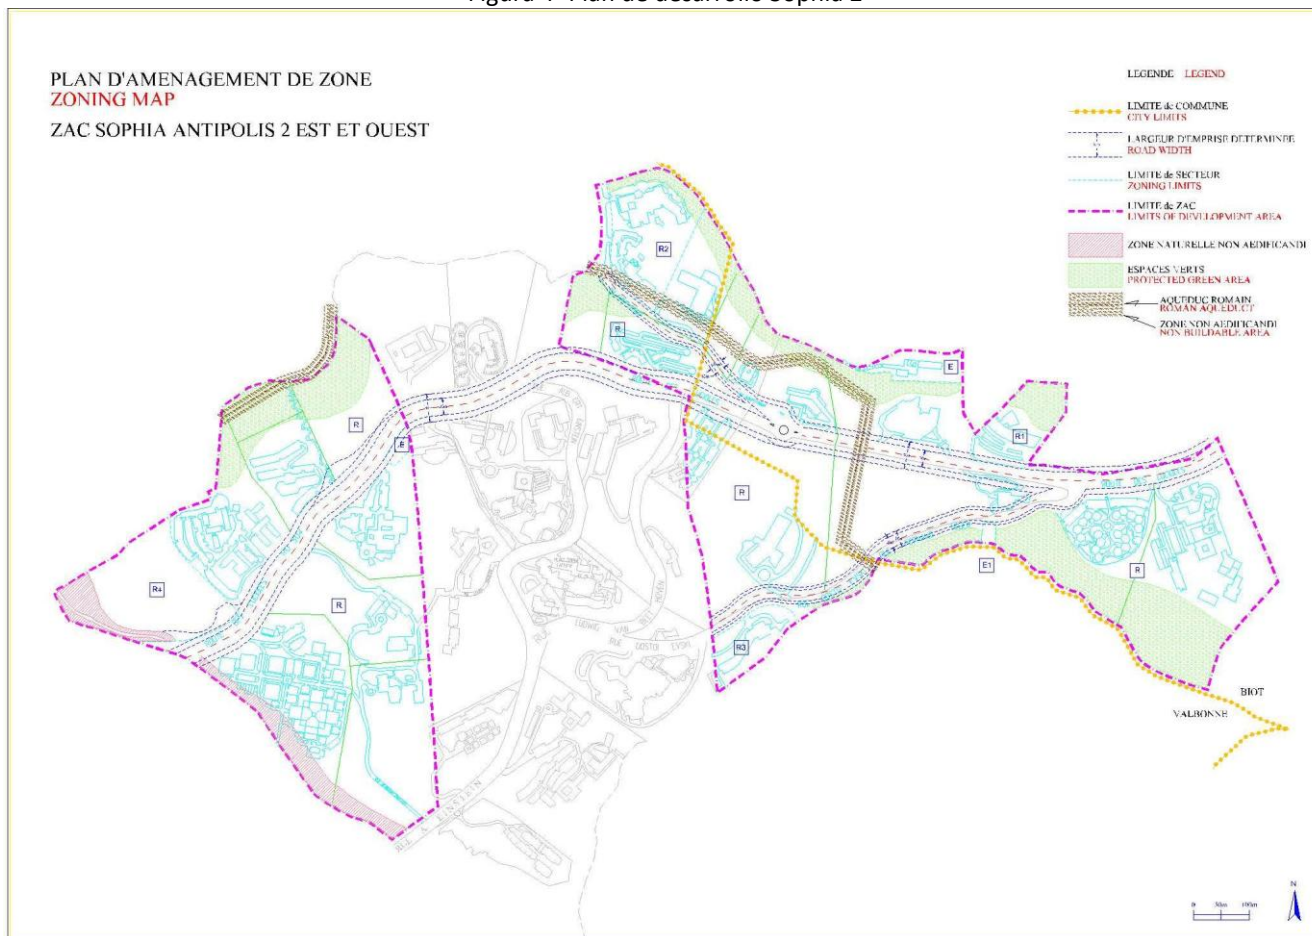 PLAN D'AMENAGEMENT DE ZONE
ZONING MAP
ZAC SOPHIA ANTIPOLIS 2 EST ET OUEST
LEGENDE LEGEND
LIMITE de COMMUNE
CITY LIMITS
LARGEUR D'EMPRISE DETERMINEE
ROAD WIDTH
LIMITE de SECTEUR
ZONING LIMITS
LIMITE de ZAC
LIMITS OF DEVELOPMENT AREA
ZONE NATURELLE NON AEDIFICANDI
ESPACES VERTS
PROTECTED GREEN AREA
AQUEDUC ROMAIN
ROMAN AQUEDUCT
ZONE NON AEDIFICANDI
NON BUILDABLE AREA
R2
R
E
R
R1
R
E1
R
R4
R
R3
LUDWIG VAN
BIOT
VALBONNE
N
0